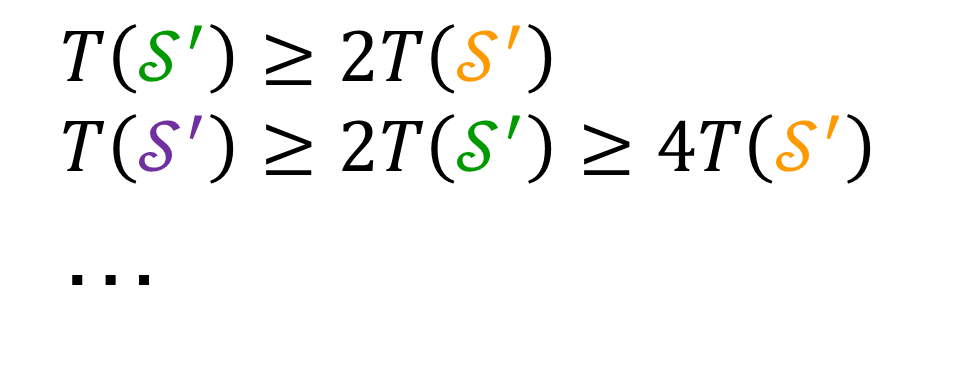 T(𝒮′) ≥ 2T(𝒮′)
T(𝒮′) ≥ 2T(𝒮′) ≥ 4T(𝒮′)
...